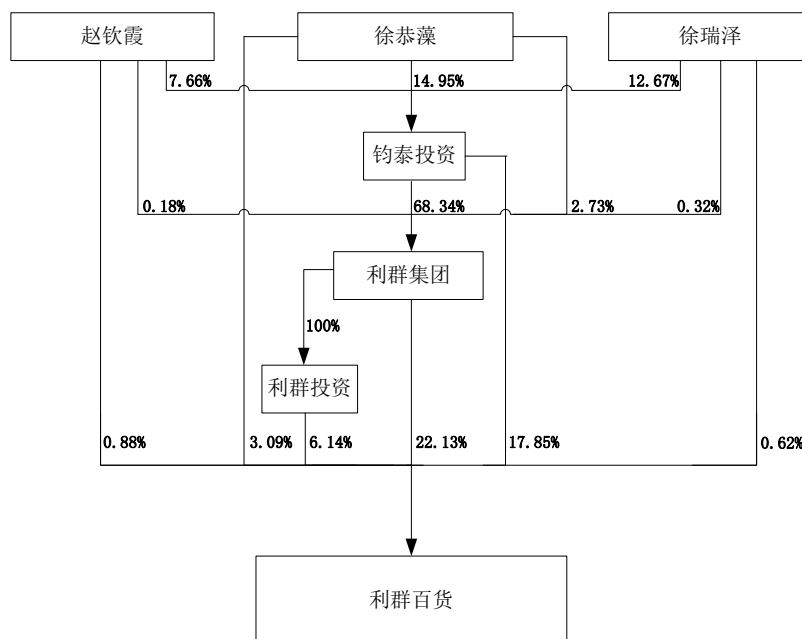 赵钦霞
徐恭藻
徐瑞泽
7.66%
14.95%
12.67%
钧泰投资
0.18%
68.34%
2.73%
0.32%
利群集团
100%
利群投资
0.88%
3.09%
6.14%
22.13%
17.85%
0.62%
利群百货